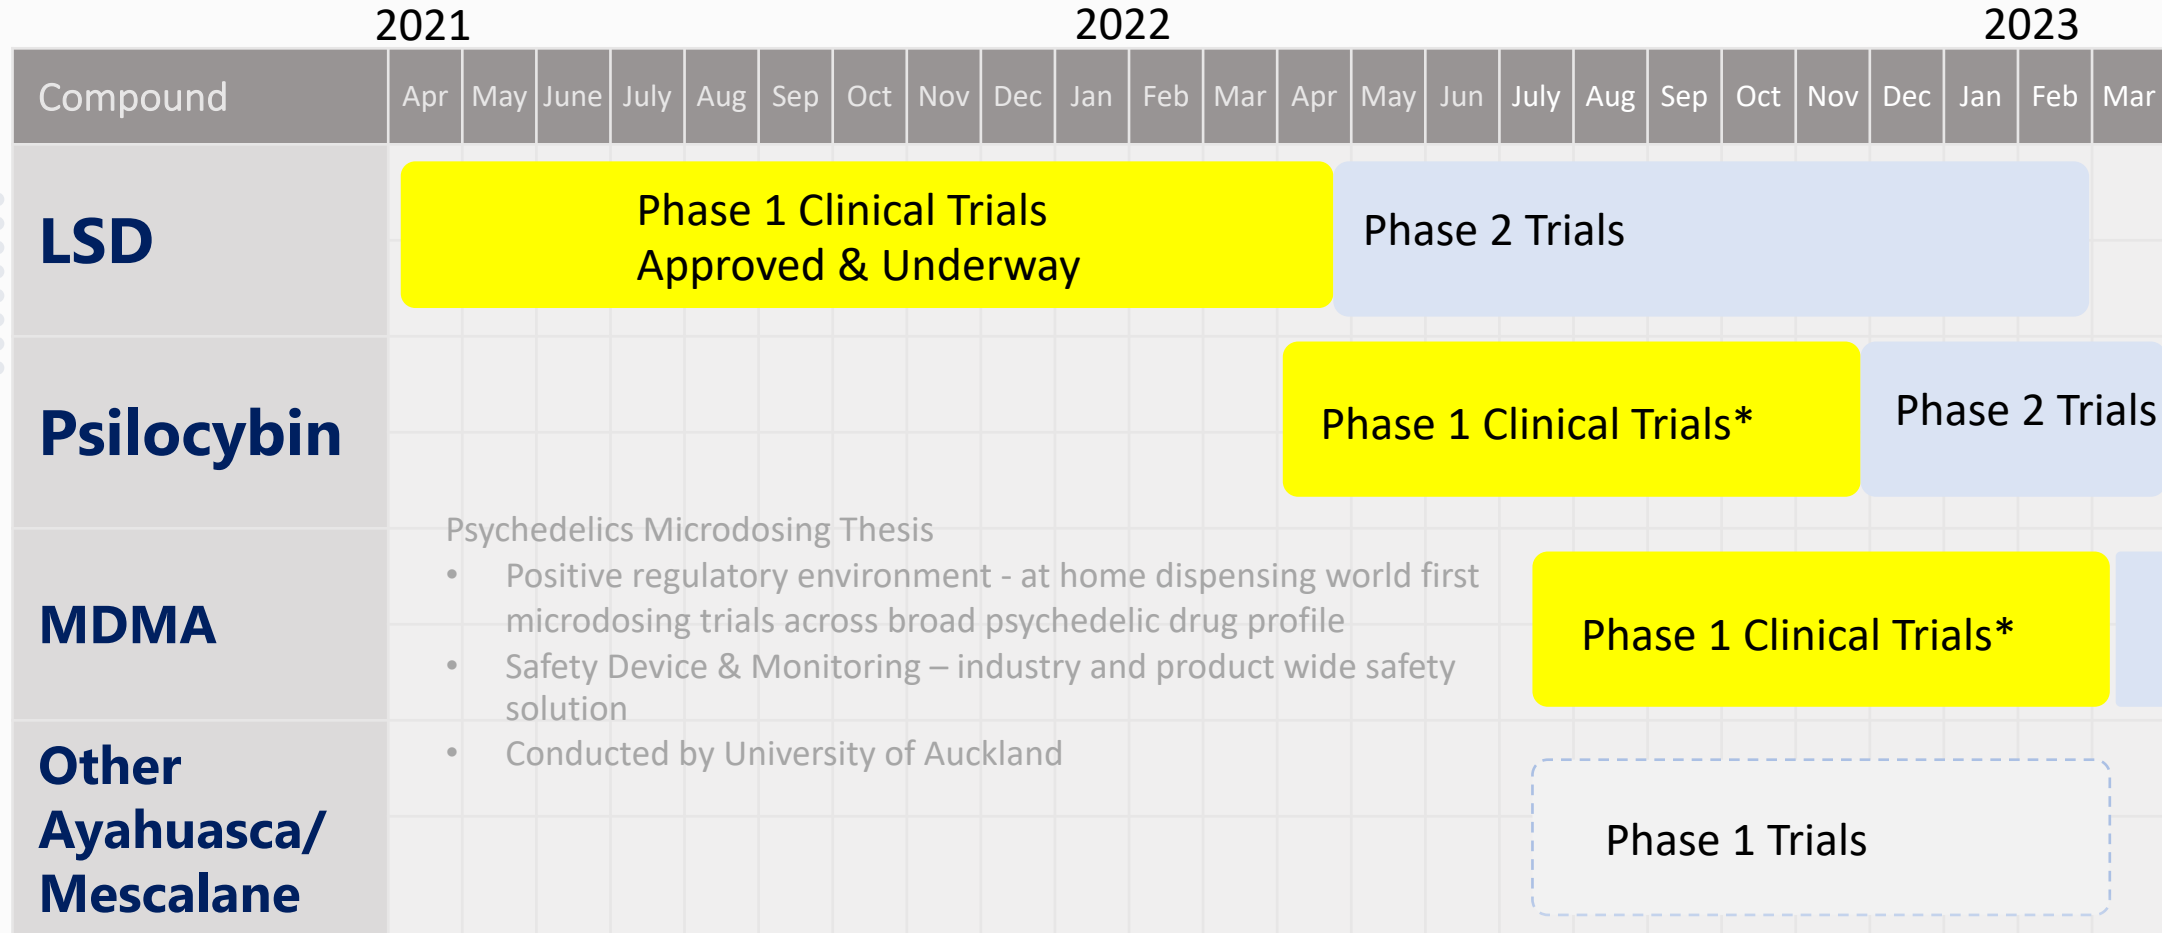 2021 2022 2023
Compound Apr May June July Aug Sep Oct Nov Dec Jan Feb Mar Apr May Jun July Aug Sep Oct Nov Dec Jan Feb Mar
LSD
Phase 1 Clinical Trials
Approved & Underway
Phase 2 Trials
Psilocybin
Phase 1 Clinical Trials*
Phase 2 Trials
Psychedelics Microdosing Thesis
• Positive regulatory environment - at home dispensing world first
microdosing trials across broad psychedelic drug profile
• Safety Device & Monitoring – industry and product wide safety
solution
• Conducted by University of Auckland
MDMA
Phase 1 Clinical Trials*
Other
Ayahuasca/
Mescalane
Phase 1 Trials